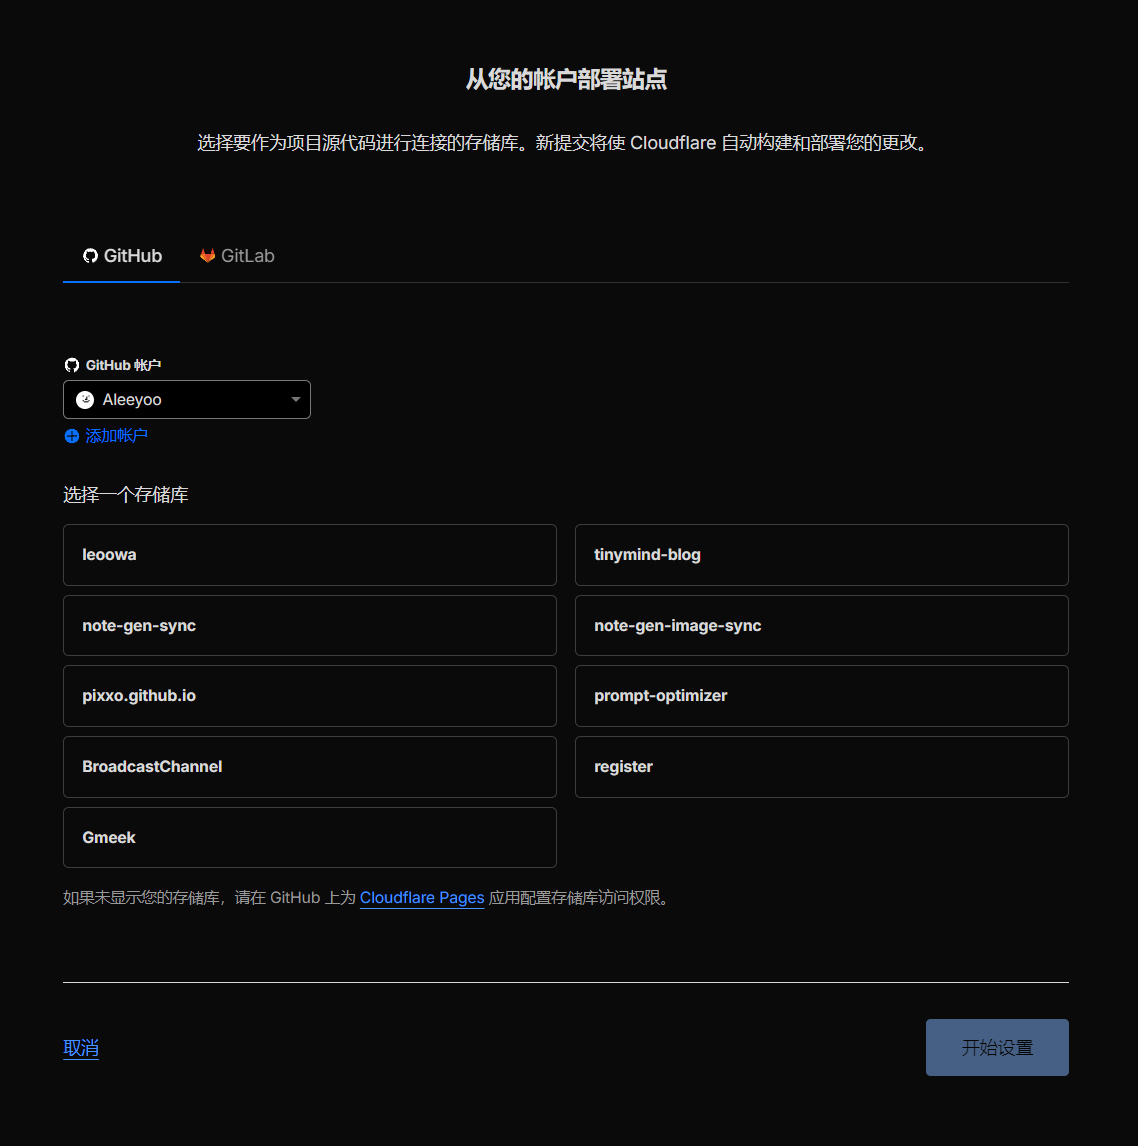 从您的帐户部署站点
选择要作为项目源代码进行连接的存储库。新提交将使 Cloudflare 自动构建和部署您的更改。
GitHub GitLab
GitHub 帐户
Aleeyoo
添加帐户
选择一个存储库
leoowa tinymind-blog
note-gen-sync note-gen-image-sync
pixxo.github.io prompt-optimizer
BroadcastChannel register
Gmeek
如果未显示您的存储库，请在 GitHub 上为 Cloudflare Pages 应用配置存储库访问权限。
取消 开始设置